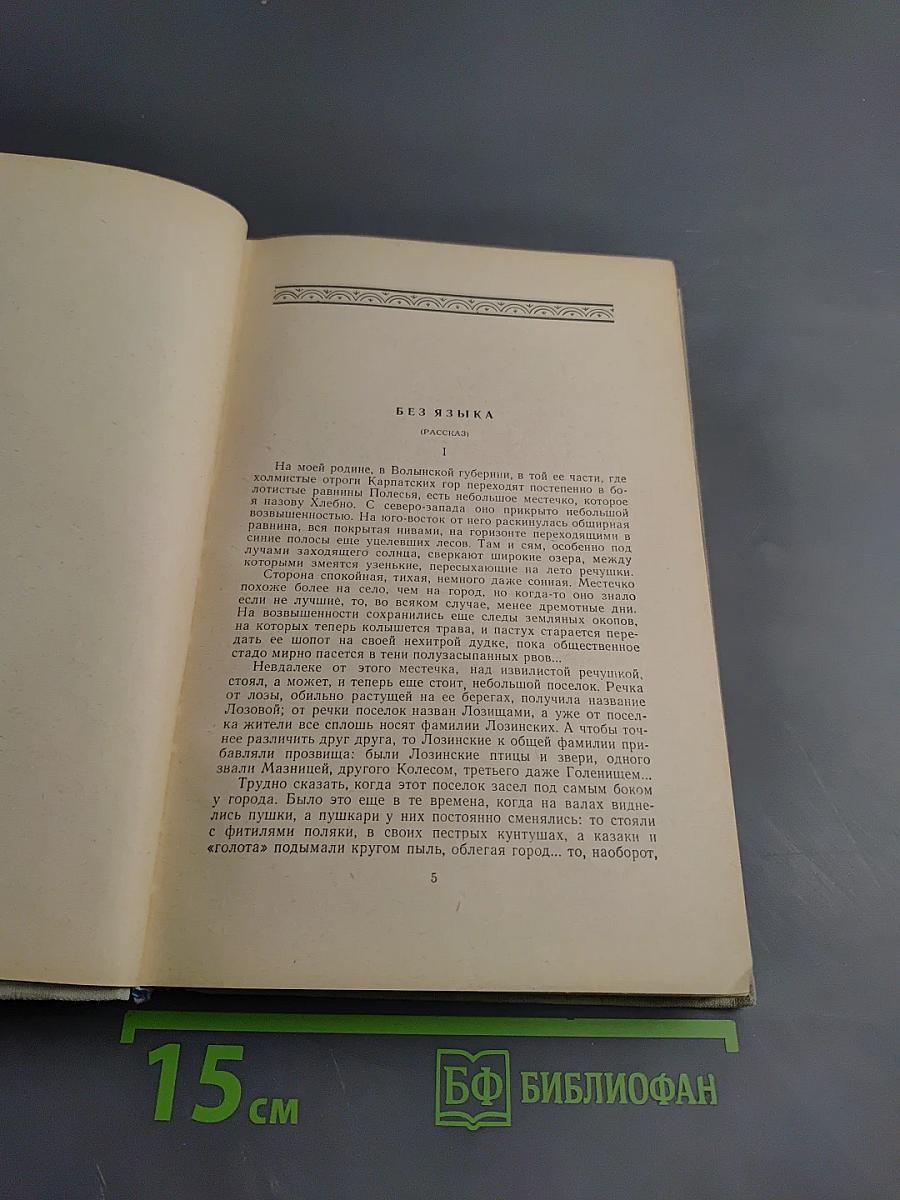 БЕЗ ЯЗЫКА
(РАССКАЗ)
I
На моей родине, в Волынской губернии, в той ее части, где
холмистые отроги Карпатских гор переходят постепенно в бо-
лотистые равнины Полесья, есть небольшое местечко, которое
я назову Хлебно. С северо-запада оно прикрыто небольшой
возвышенностью. На юго-восток от него раскинулась обширная
равнина, вся покрытая нивами, на горизонте переходящими в
синие полосы еще уцелевших лесов. Там и сям, особенно под
лучами заходящего солнца, сверкают широкие озера, между
которыми змеятся узенькие, пересыхающие на лето речушки.
Сторона спокойная, тихая, немного даже сонная. Местечко
похоже более на село, чем на город, но когда-то оно знало
если не лучшие, то, во всяком случае, менее дремотные дни.
На возвышенности сохранились еще следы земляных окопов,
на которых теперь колышется трава, и пастух старается пере-
дать ее шопот на своей нехитрой дудке, пока общественное
стадо мирно пасется в тени полузасыпанных рвов...
Невдалеке от этого местечка, над извилистой речушкой,
стоял, а может, и теперь еще стоит, небольшой поселок. Речка
от лозы, обильно растущей на ее берегах, получила название
Лозовой; от речки поселок назван Лозищами, а уже от посел-
ка жители все сплошь носят фамилии Лозинских. А чтобы точ-
нее различить друг друга, то Лозинские к общей фамилии при-
бавляли прозвища: были Лозинские птицы и звери, одного
звали Мазницей, другого Колесом, третьего даже Голенищем...
Трудно сказать, когда этот поселок засел под самым боком
у города. Было это еще в те времена, когда на валах видне-
лись пушки, а пушкари у них постоянно сменялись: то стояли
с фитилями поляки, в своих пестрых кунтушах, а казаки и
«голота» подымали кругом пыль, облегая город... то, наоборот,
5
15 см
БФ БИБЛИОФАН